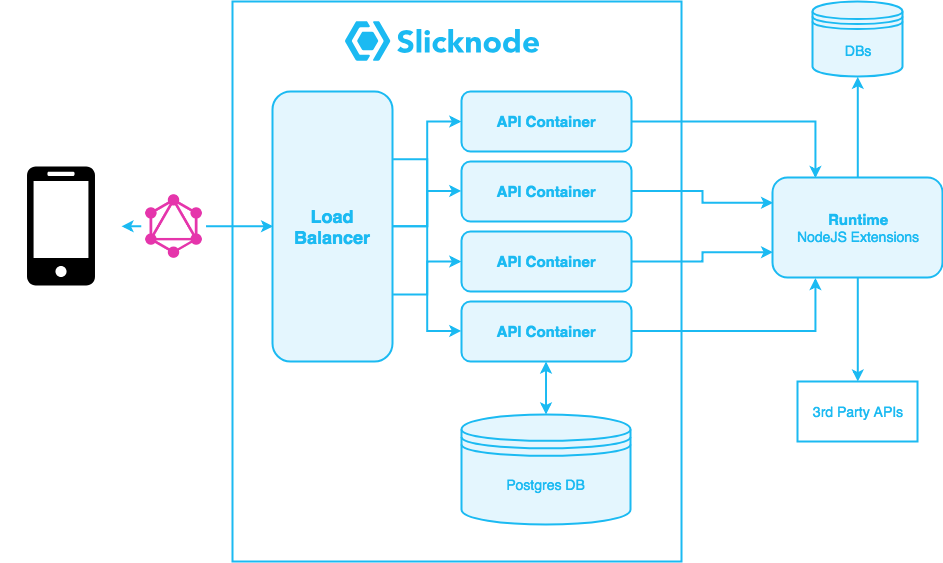 Slicknode
DBs
API Container
API Container
Load
Balancer
Runtime
NodeJS Extensions
API Container
API Container
3rd Party APIs
Postgres DB